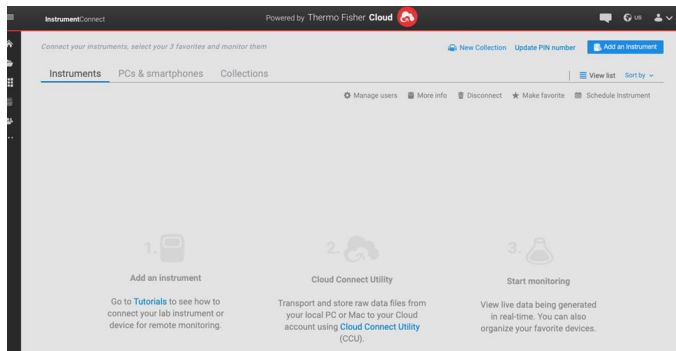 InstrumentConnect
Powered by Thermo Fisher Cloud
US
Connect your instruments, select your 3 favorites and monitor them
New Collection Update PIN number Add an Instrument
Instruments PCs & smartphones Collections
View list Sort by
Manage users More info Disconnect Make favorite Schedule Instrument
1.
Add an instrument
Go to Tutorials to see how to
connect your lab instrument or
device for remote monitoring.
2.
Cloud Connect Utility
Transport and store raw data files from
your local PC or Mac to your Cloud
account using Cloud Connect Utility
(CCU).
3.
Start monitoring
View live data being generated
in real-time. You can also
organize your favorite devices.